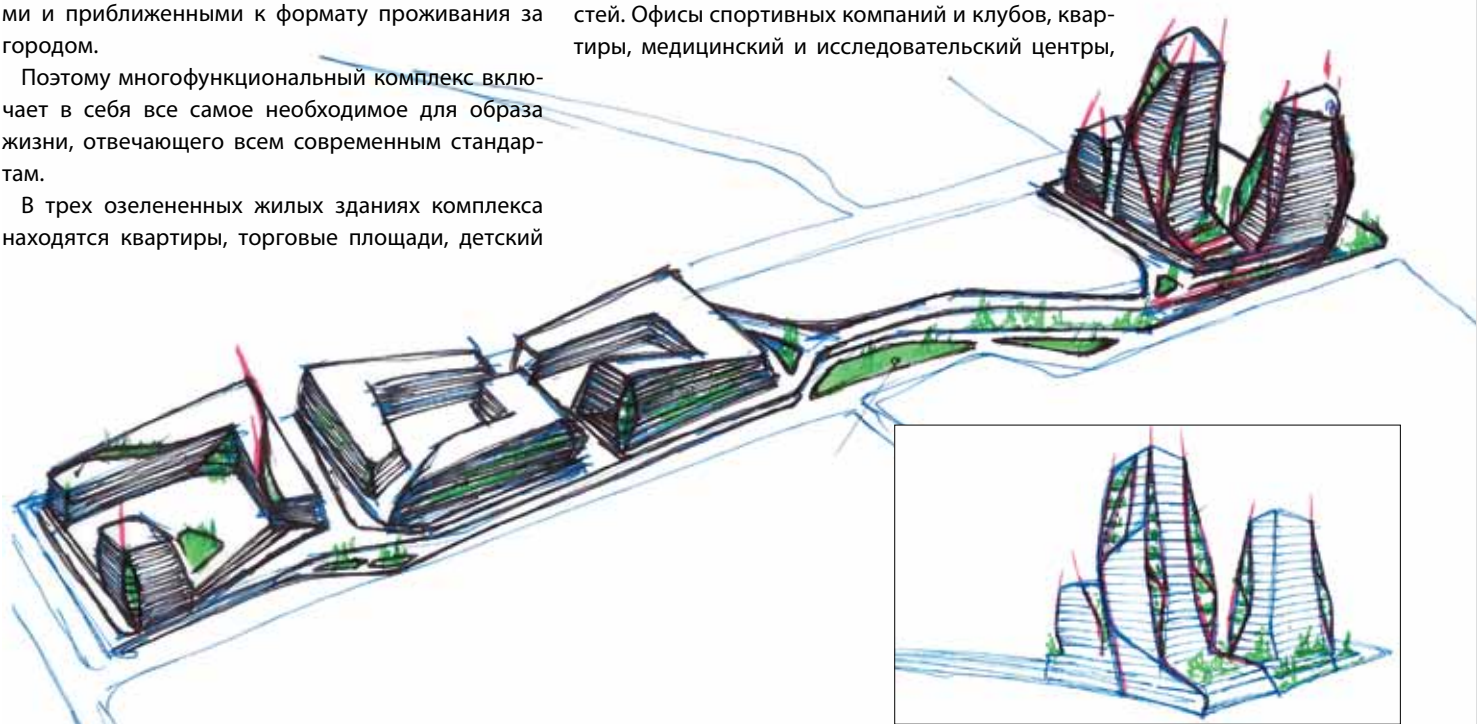 ми и приближенными к формату проживания за
городом.
Поэтому многофункциональный комплекс вклю-
чает в себя все самое необходимое для образа
жизни, отвечающего всем современным стандар-
там.
В трех озелененных жилых зданиях комплекса
находятся квартиры, торговые площади, детский
стей. Офисы спортивных компаний и клубов, квар-
тиры, медицинский и исследовательский центры,